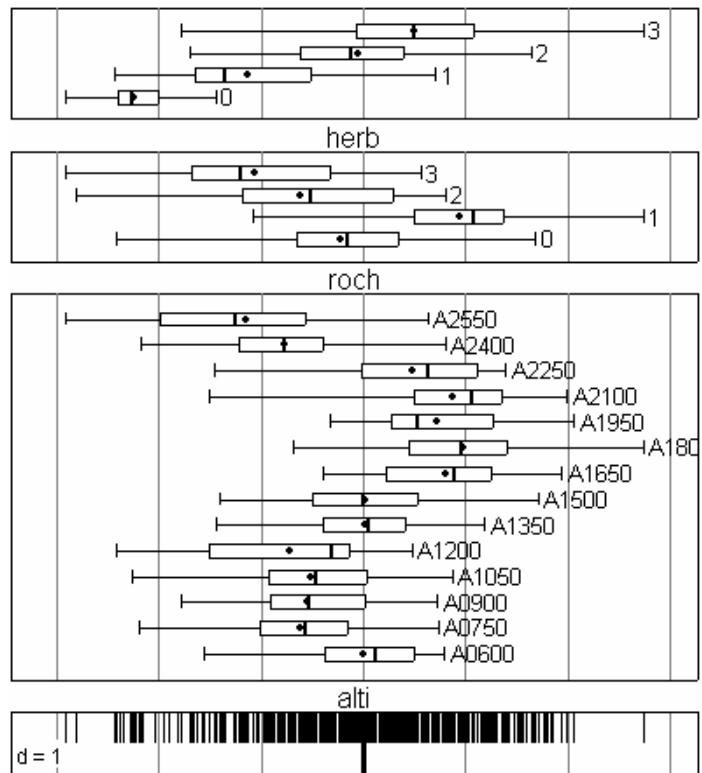 3
2
1
0
herb
3
2
1
0
roch
A2550
A2400
A2250
A2100
A1950
A180
A1650
A1500
A1350
A1200
A1050
A0900
A0750
A0600
alti
d = 1